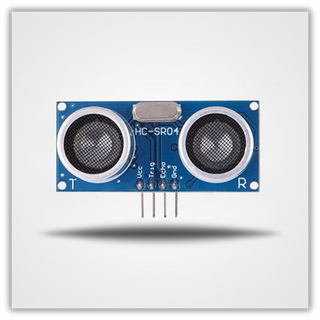 HC-SR04
Vcc
Trig
Echo
Gnd
T
R